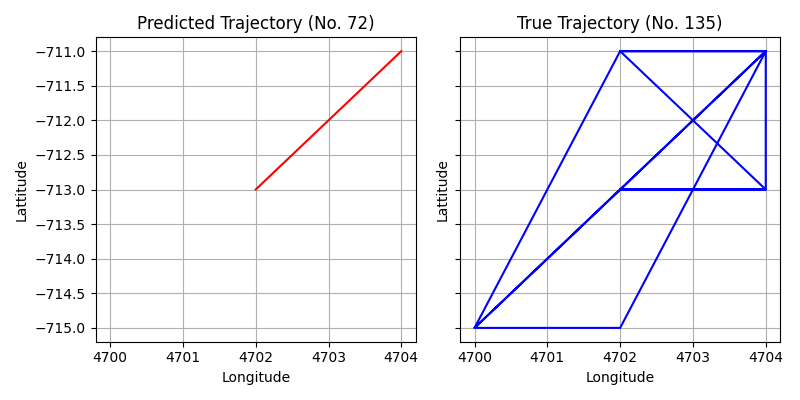 Predicted Trajectory (No. 72)
−711.0
−711.5
−712.0
−712.5
−713.0
−713.5
−714.0
−714.5
−715.0
Lattitude
4700 4701 4702 4703 4704
Longitude
True Trajectory (No. 135)
Lattitude
4700 4701 4702 4703 4704
Longitude